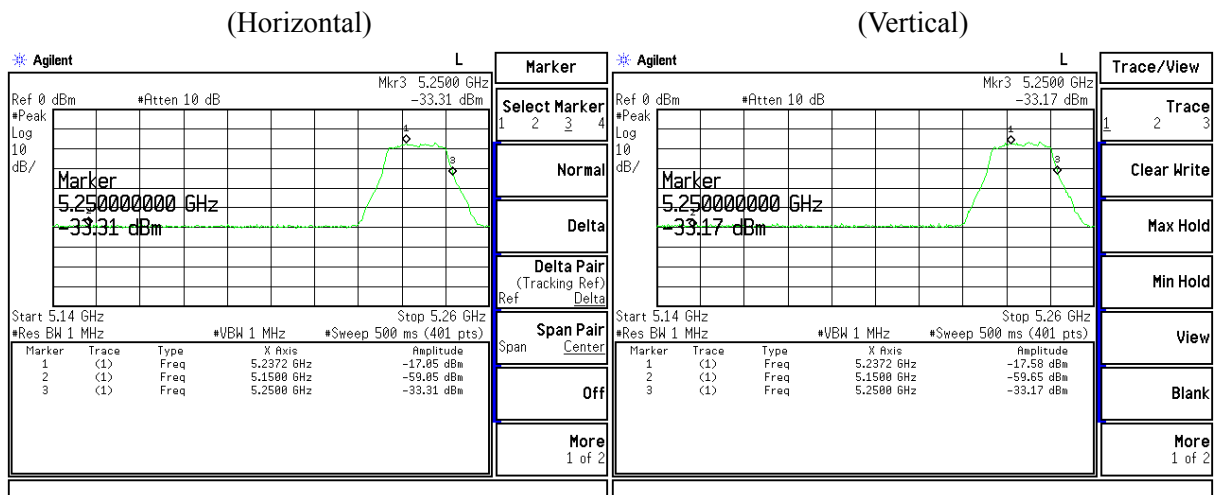 (Horizontal)
Agilent L
Mkr3 5.2500 GHz
Ref 0 dBm #Atten 10 dB -33.31 dBm
#Peak
Log
10
dB/
1
3
Marker
5.250000000 GHz
2
-33.31 dBm
Start 5.14 GHz Stop 5.26 GHz
#Res BW 1 MHz #VBW 1 MHz #Sweep 500 ms (401 pts)
Marker Trace Type X Axis Amplitude
1 (1) Freq 5.2372 GHz -17.05 dBm
2 (1) Freq 5.1500 GHz -59.05 dBm
3 (1) Freq 5.2500 GHz -33.31 dBm
Marker
Select Marker
1 2 3 4
Normal
Delta
Delta Pair
(Tracking Ref)
Ref Delta
Span Pair
Span Center
Off
More
1 of 2
(Vertical)
Agilent L
Mkr3 5.2500 GHz
Ref 0 dBm #Atten 10 dB -33.17 dBm
#Peak
Log
10
dB/
1
3
Marker
5.250000000 GHz
2
-33.17 dBm
Start 5.14 GHz Stop 5.26 GHz
#Res BW 1 MHz #VBW 1 MHz #Sweep 500 ms (401 pts)
Marker Trace Type X Axis Amplitude
1 (1) Freq 5.2372 GHz -17.58 dBm
2 (1) Freq 5.1500 GHz -59.65 dBm
3 (1) Freq 5.2500 GHz -33.17 dBm
Trace/View
Trace
1 2 3
Clear Write
Max Hold
Min Hold
View
Blank
More
1 of 2